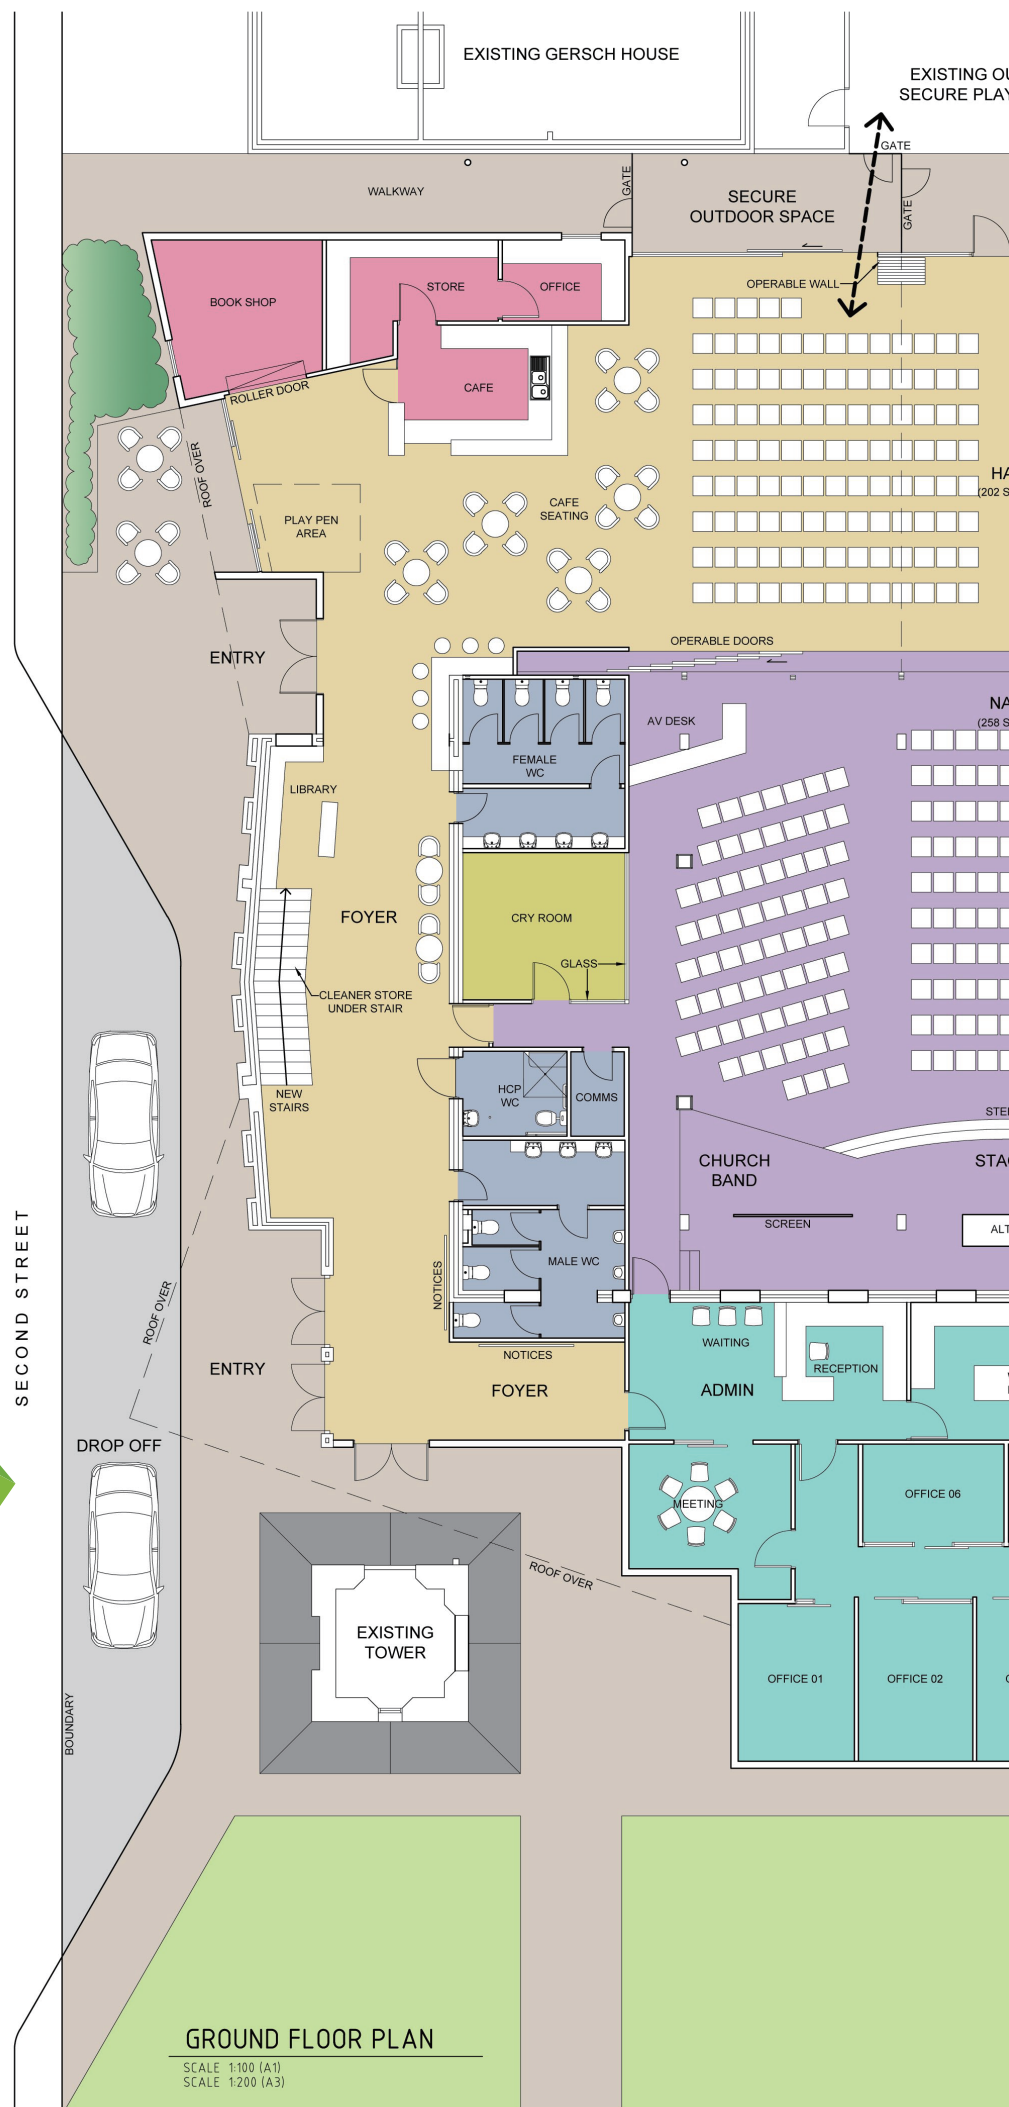 EXISTING GERSCH HOUSE
EXISTING OU
SECURE PLAY
GATE
WALKWAY
GATE
SECURE
OUTDOOR SPACE
GATE
OPERABLE WALL
BOOK SHOP
STORE
OFFICE
CAFE
ROLLER DOOR
ROOF OVER
HA
(202 S
CAFE
SEATING
PLAY PEN
AREA
OPERABLE DOORS
ENTRY
NA
(258 S
AV DESK
FEMALE
WC
LIBRARY
FOYER
CRY ROOM
GLASS
CLEANER STORE
UNDER STAIR
NEW
STAIRS
HCP
WC
COMMS
STE
CHURCH
BAND
STAG
SCREEN
ALT
MALE WC
NOTICES
ROOF OVER
SECOND STREET
ENTRY
NOTICES
FOYER
WAITING
RECEPTION
ADMIN
DROP OFF
MEETING
OFFICE 06
ROOF OVER
EXISTING
TOWER
OFFICE 01
OFFICE 02
BOUNDARY
GROUND FLOOR PLAN
SCALE 1:100 (A1)
SCALE 1:200 (A3)